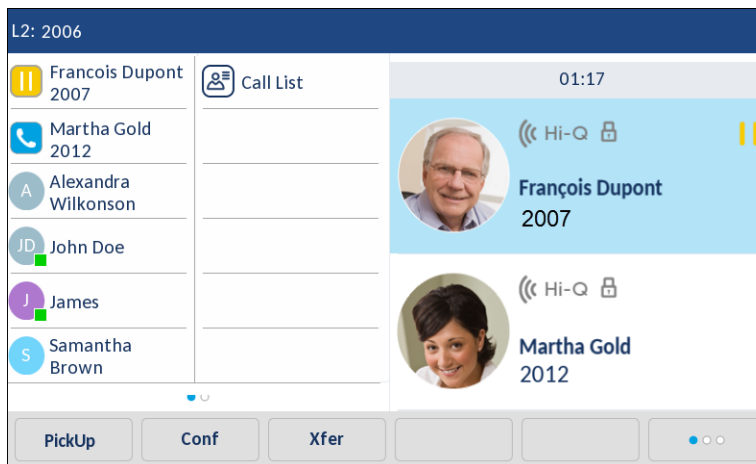 L2: 2006
Francois Dupont
2007
Martha Gold
2012
A
Alexandra
Wilkonson
JD
John Doe
J
James
S
Samantha
Brown
Call List
01:17
Hi-Q
François Dupont
2007
Hi-Q
Martha Gold
2012
PickUp
Conf
Xfer